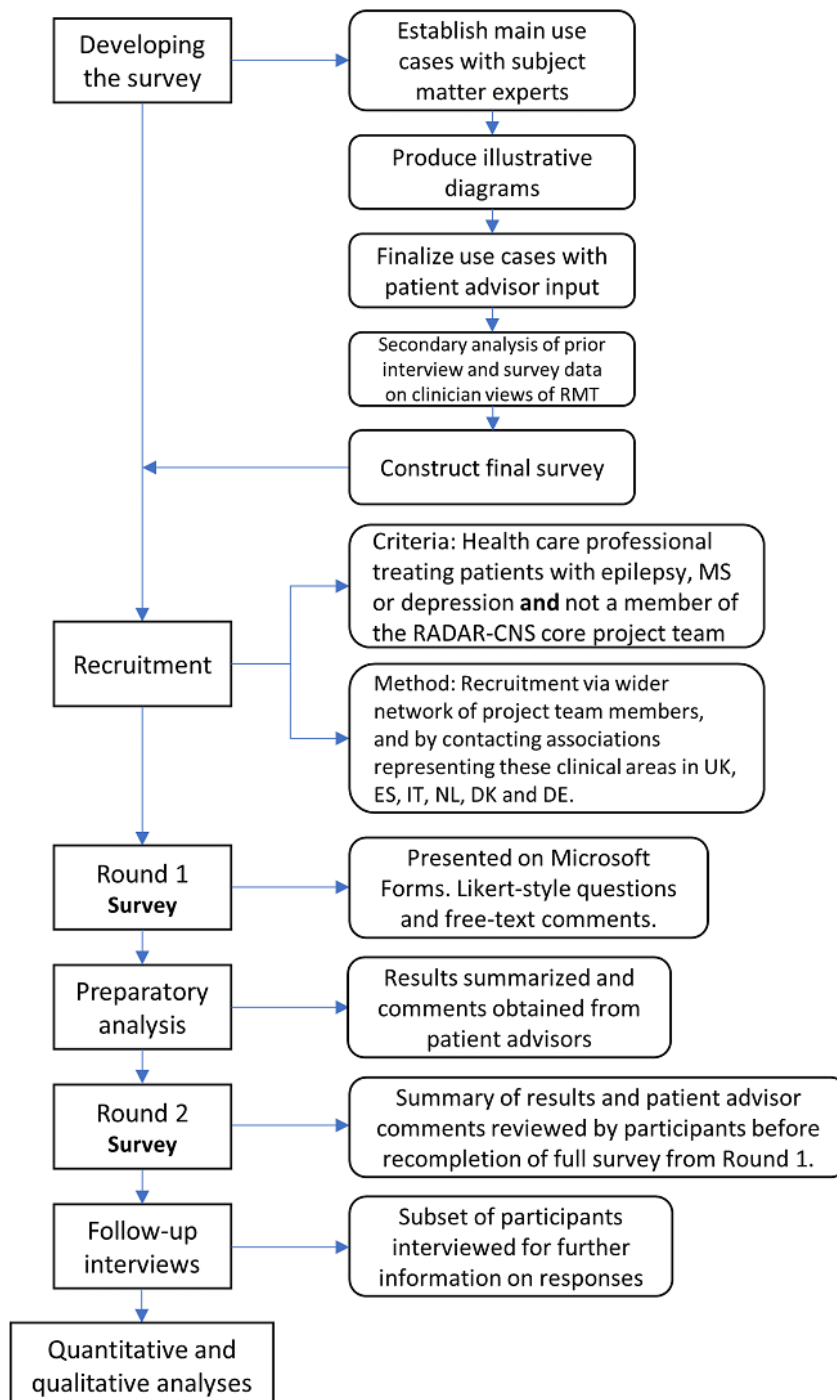 Developing
the survey
Establish main use
cases with subject
matter experts
Produce illustrative
diagrams
Finalize use cases with
patient advisor input
Secondary analysis of prior
interview and survey data
on clinician views of RMT
Construct final survey
Recruitment
Criteria: Health care professional
treating patients with epilepsy, MS
or depression and not a member of
the RADAR-CNS core project team
Method: Recruitment via wider
network of project team members,
and by contacting associations
representing these clinical areas in UK,
ES, IT, NL, DK and DE.
Round 1
Survey
Presented on Microsoft
Forms. Likert-style questions
and free-text comments.
Preparatory
analysis
Results summarized and
comments obtained from
patient advisors
Round 2
Survey
Summary of results and patient advisor
comments reviewed by participants before
recompletion of full survey from Round 1.
Follow-up
interviews
Subset of participants
interviewed for further
information on responses
Quantitative and
qualitative analyses